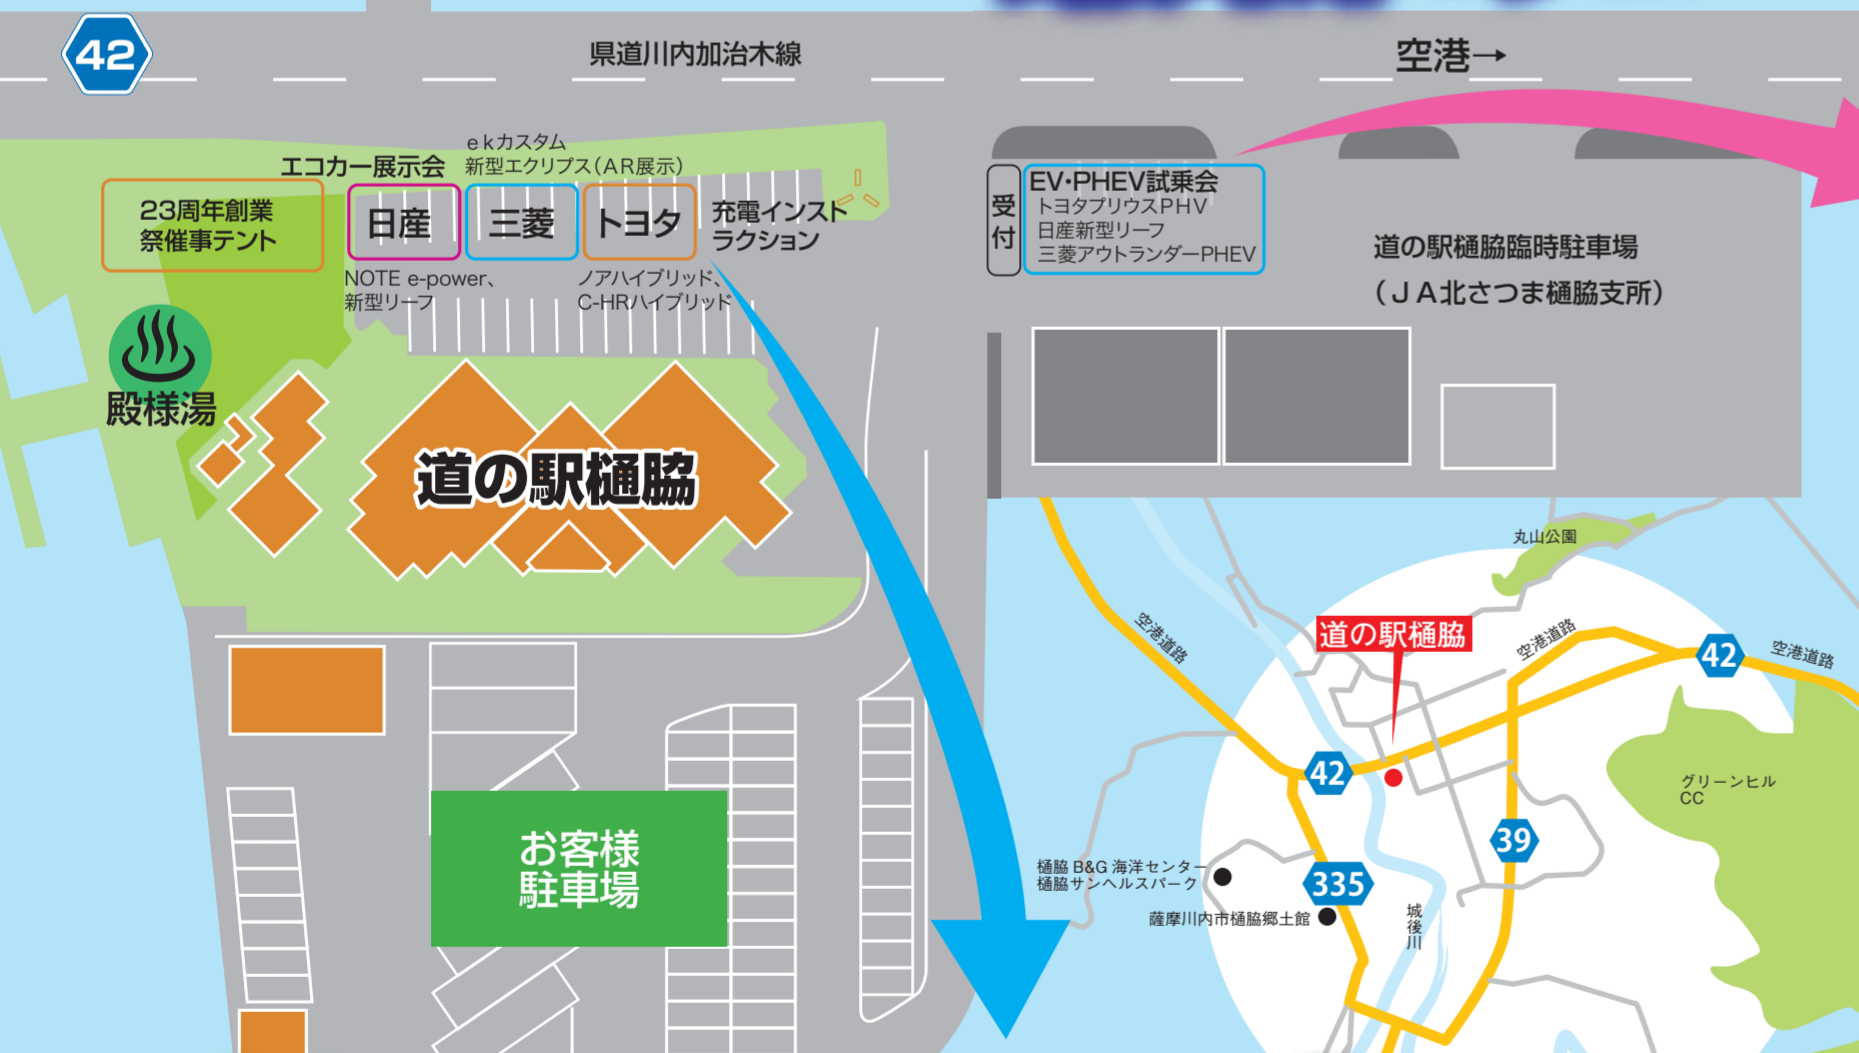 42
県道川内加治木線
空港→
ekカスタム
新型エクリプス(AR展示)
エコカー展示会
23周年創業
祭催事テント
日産
三菱
トヨタ
充電インスト
ラクション
NOTE e-power、
新型リーフ
ノアハイブリッド、
C-HRハイブリッド
受付
EV・PHEV試乗会
トヨタプリウスPHV
日産新型リーフ
三菱アウトランダーPHEV
道の駅樋脇臨時駐車場
(JA北さつま樋脇支所)
殿様湯
道の駅樋脇
お客様
駐車場
丸山公園
空港道路
道の駅樋脇
空港道路
42
空港道路
42
グリーンヒル
CC
39
樋脇 B&G 海洋センター
樋脇サンヘルスパーク
335
薩摩川内市樋脇郷土館
城後川